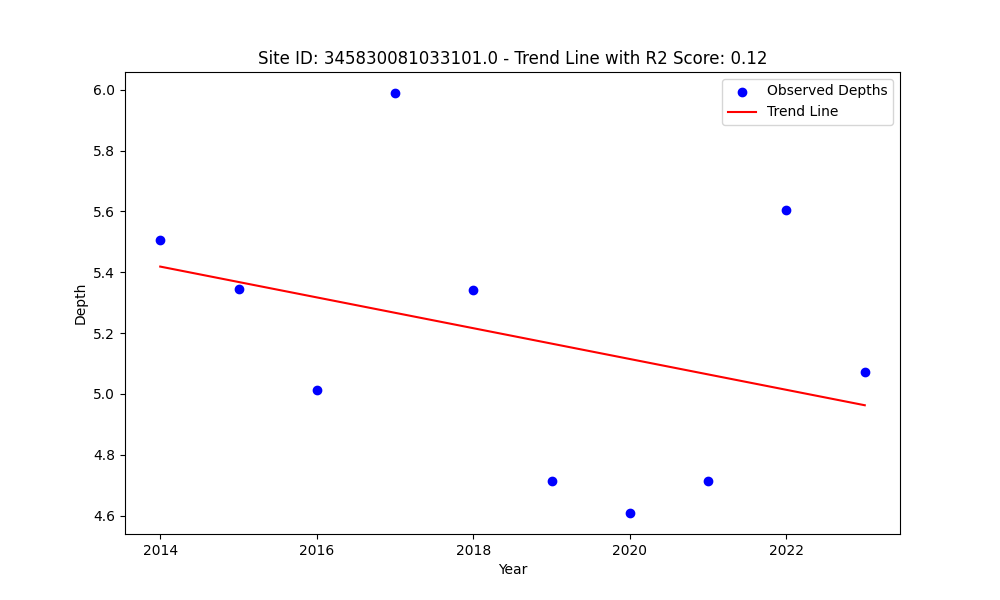 Site ID: 345830081033101.0 - Trend Line with R2 Score: 0.12
Observed Depths
Trend Line
6.0
5.8
5.6
5.4
5.2
5.0
4.8
4.6
Depth
2014
2016
2018
2020
2022
Year